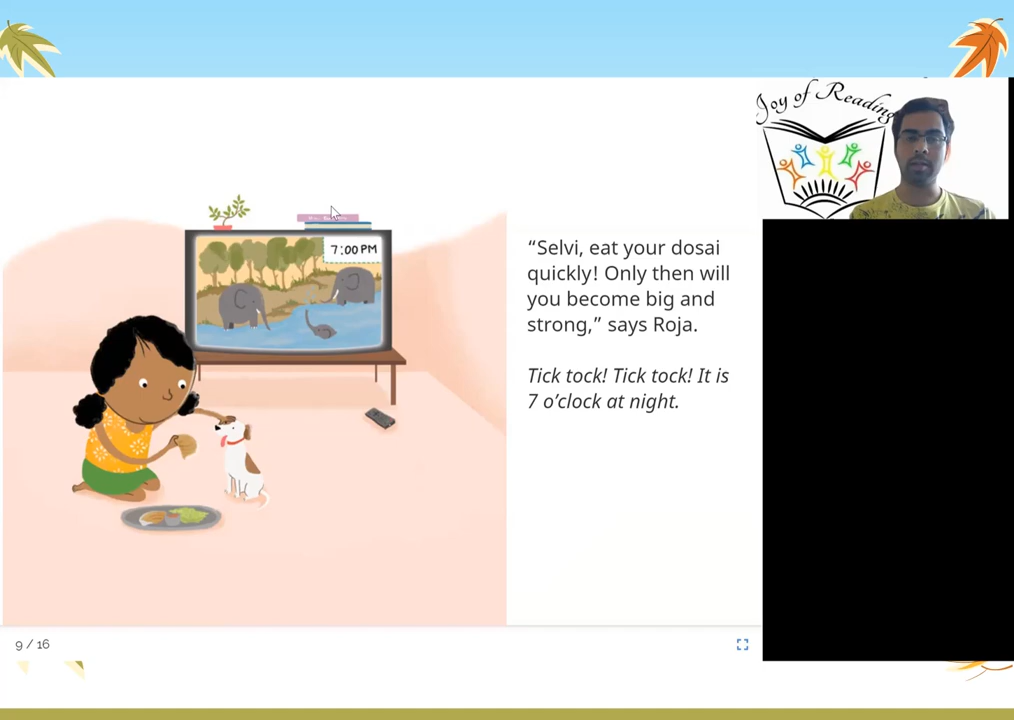 Joy of Reading
7:00 PM
“Selvi, eat your dosai
quickly! Only then will
you become big and
strong,” says Roja.
Tick tock! Tick tock! It is
7 o’clock at night.
9 / 16